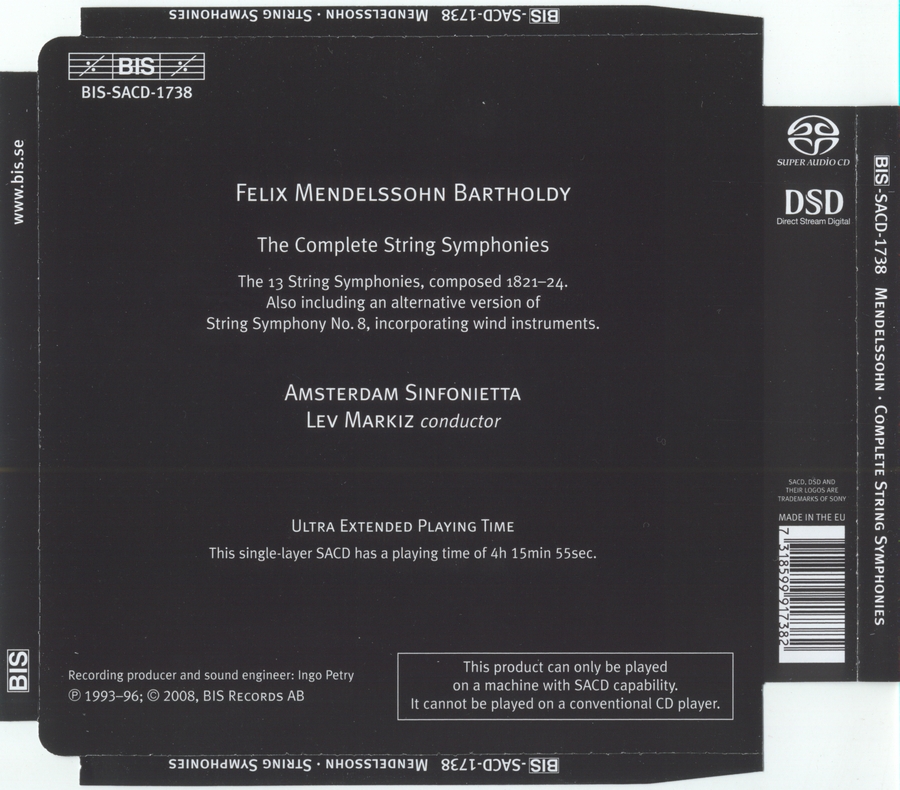 BIS-SACD-1738 MENDELSSOHN · STRING SYMPHONIES
BIS
BIS-SACD-1738
www.bis.se
BIS
FELIX MENDELSSOHN BARTHOLDY
The Complete String Symphonies
The 13 String Symphonies, composed 1821–24.
Also including an alternative version of
String Symphony No. 8, incorporating wind instruments.
AMSTERDAM SINFONIETTA
LEV MARKIZ conductor
ULTRA EXTENDED PLAYING TIME
This single-layer SACD has a playing time of 4h 15min 55sec.
Recording producer and sound engineer: Ingo Petry
℗ 1993–96; © 2008, BIS RECORDS AB
This product can only be played
on a machine with SACD capability.
It cannot be played on a conventional CD player.
SUPER AUDIO CD
DSD
Direct Stream Digital
SACD, DSD AND
THEIR LOGOS ARE
TRADEMARKS OF SONY
MADE IN THE EU
7 318599 917382
BIS-SACD-1738 MENDELSSOHN · COMPLETE STRING SYMPHONIES
BIS-SACD-1738 MENDELSSOHN · STRING SYMPHONIES